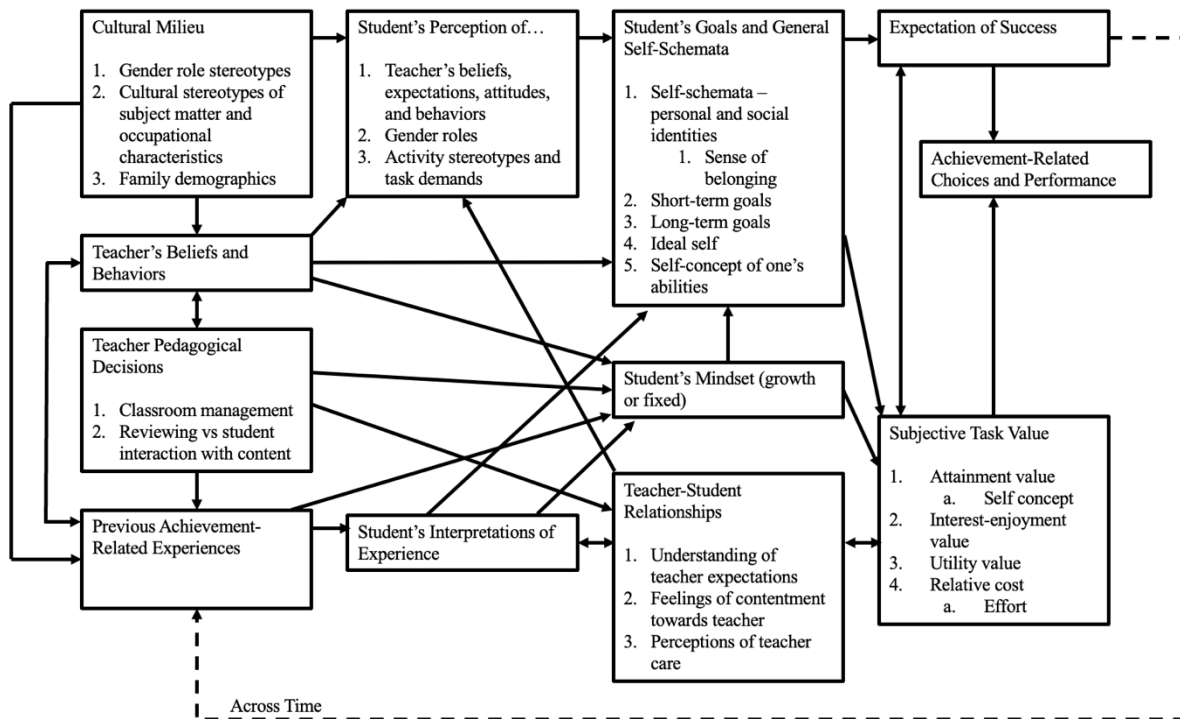 Cultural Milieu
1. Gender role stereotypes
2. Cultural stereotypes of
subject matter and
occupational
characteristics
3. Family demographics
Student’s Perception of…
1. Teacher’s beliefs,
expectations, attitudes,
and behaviors
2. Gender roles
3. Activity stereotypes and
task demands
Student’s Goals and General
Self-Schemata
1. Self-schemata –
personal and social
identities
1. Sense of
belonging
2. Short-term goals
3. Long-term goals
4. Ideal self
5. Self-concept of one’s
abilities
Expectation of Success
Achievement-Related
Choices and Performance
Teacher’s Beliefs and
Behaviors
Teacher Pedagogical
Decisions
1. Classroom management
2. Reviewing vs student
interaction with content
Student’s Mindset (growth
or fixed)
Subjective Task Value
1. Attainment value
a. Self concept
2. Interest-enjoyment
value
3. Utility value
4. Relative cost
a. Effort
Previous Achievement-
Related Experiences
Student’s Interpretations of
Experience
Teacher-Student
Relationships
1. Understanding of
teacher expectations
2. Feelings of contentment
towards teacher
3. Perceptions of teacher
care
Across Time